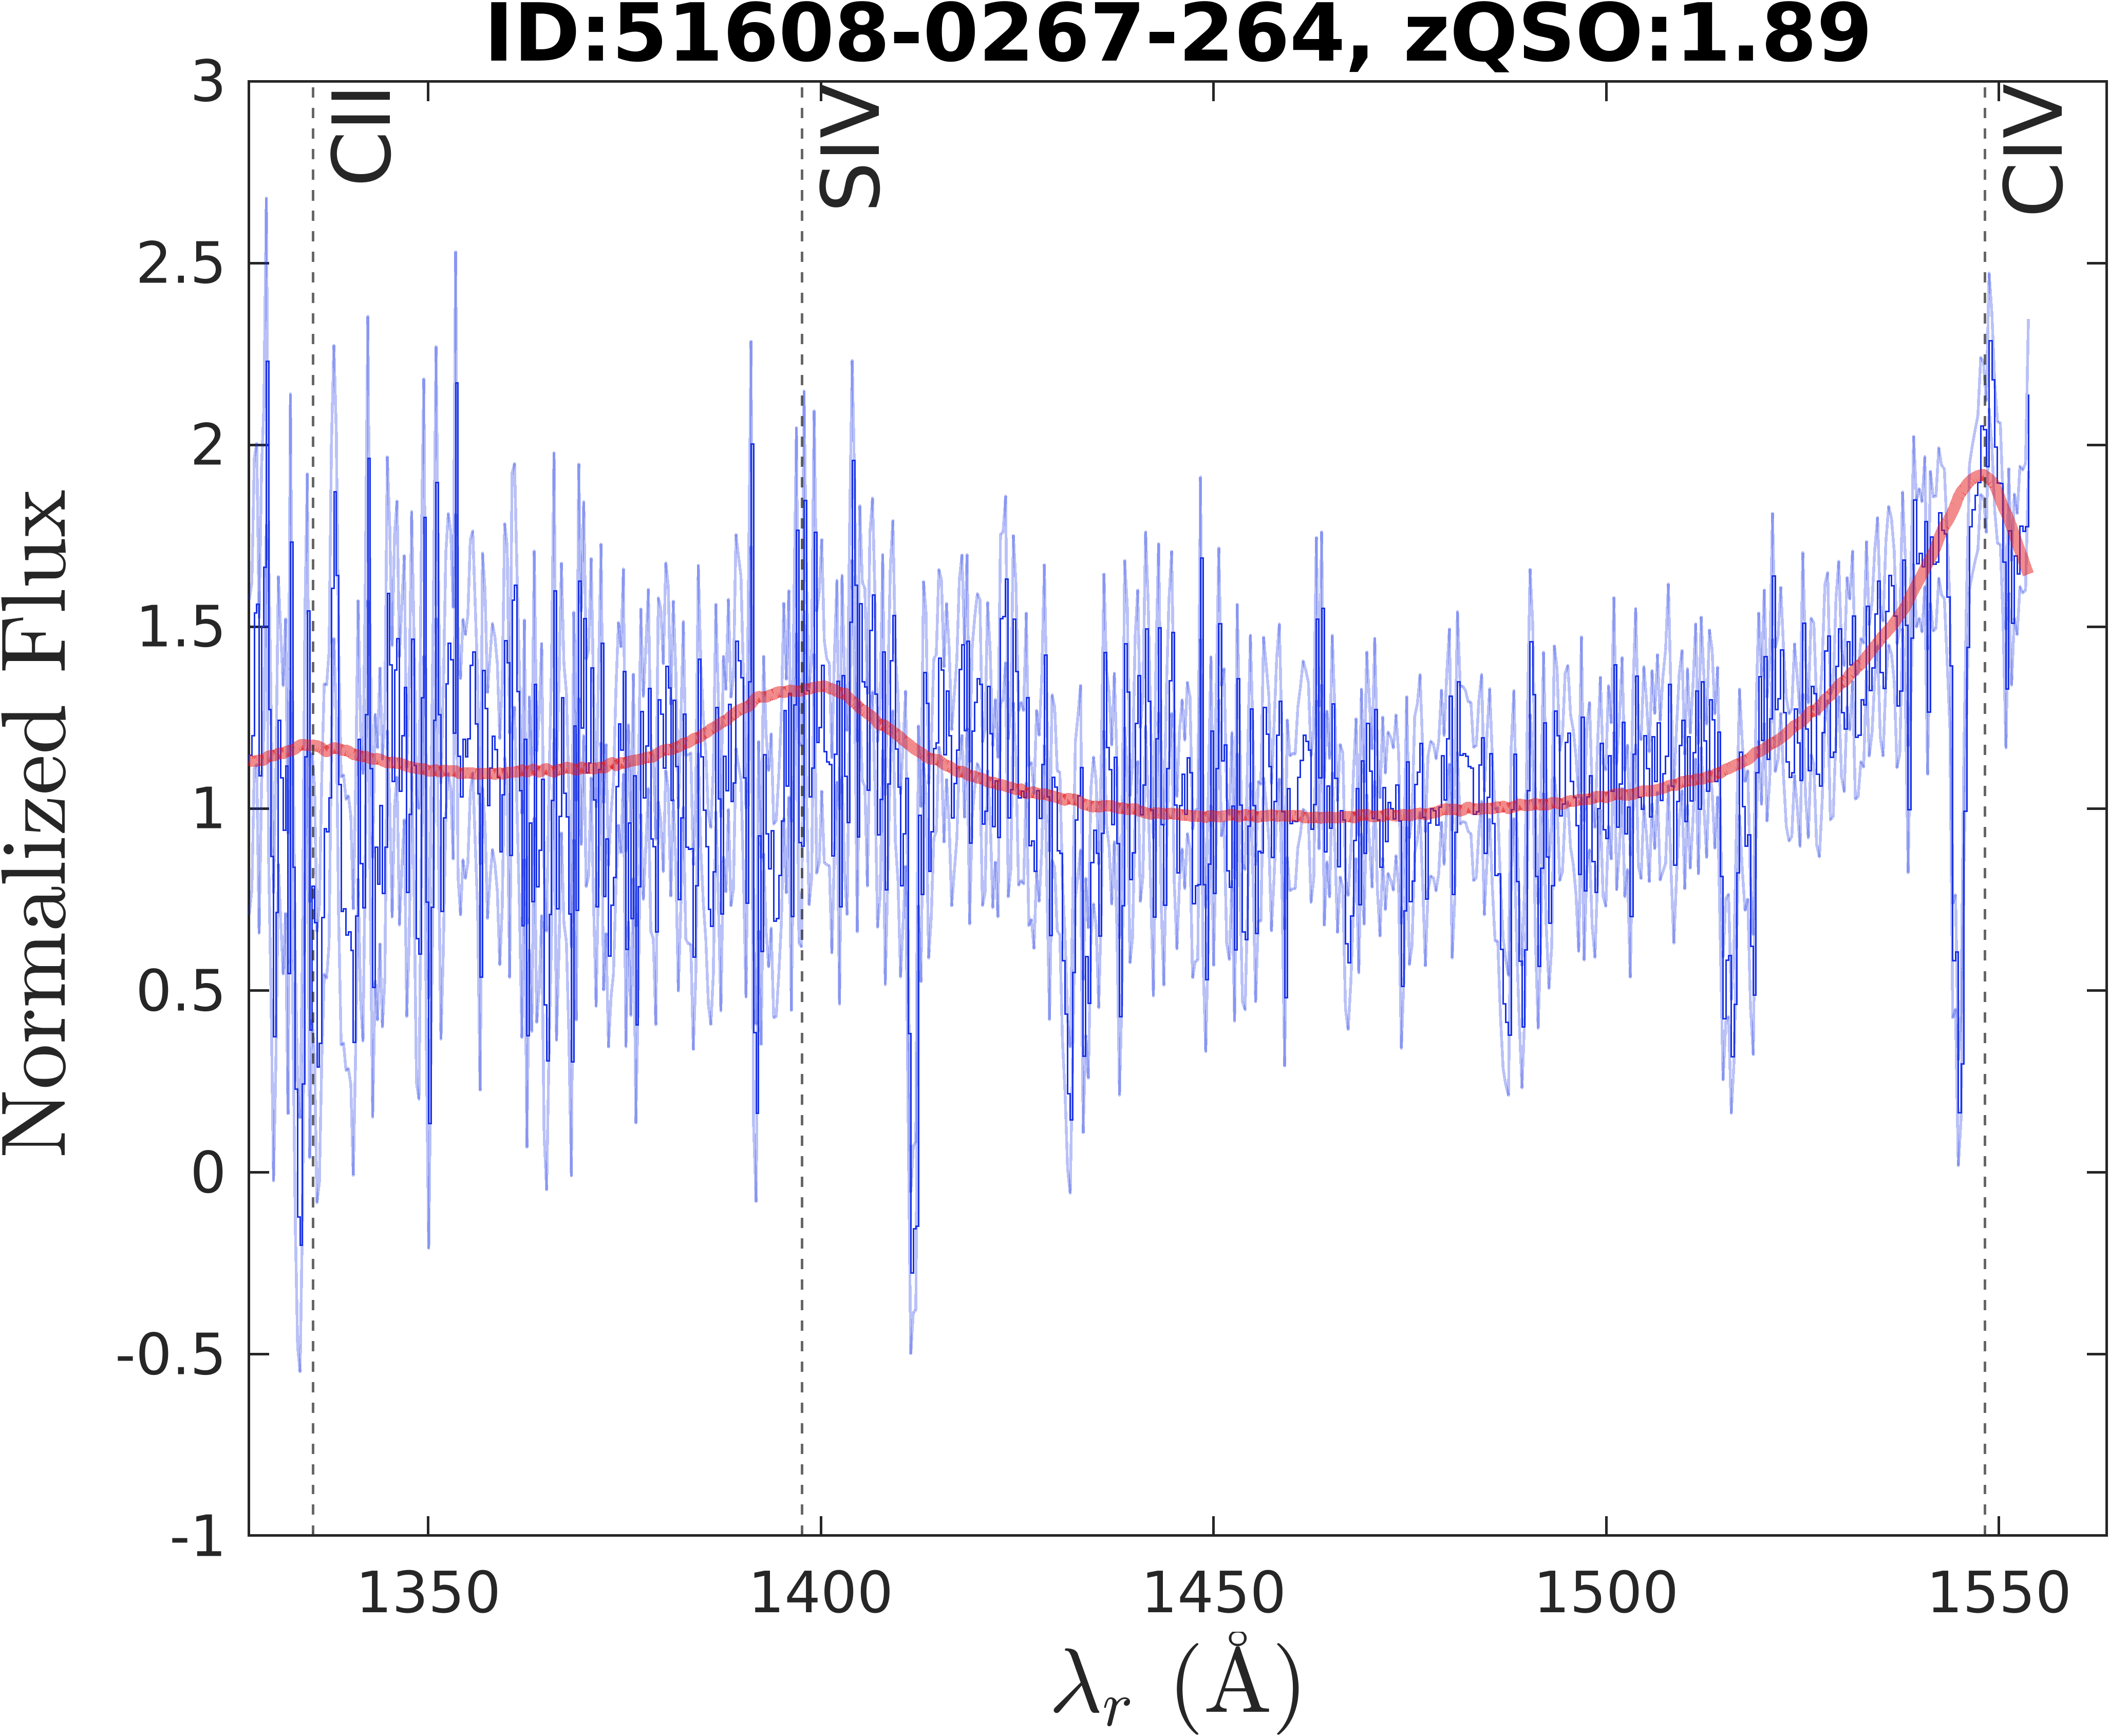 ID:51608-0267-264, zQSO:1.89
CII
SIV
CIV
Normalized Flux
3
2.5
2
1.5
1
0.5
0
-0.5
-1
1350
1400
1450
1500
1550
λr (Å)